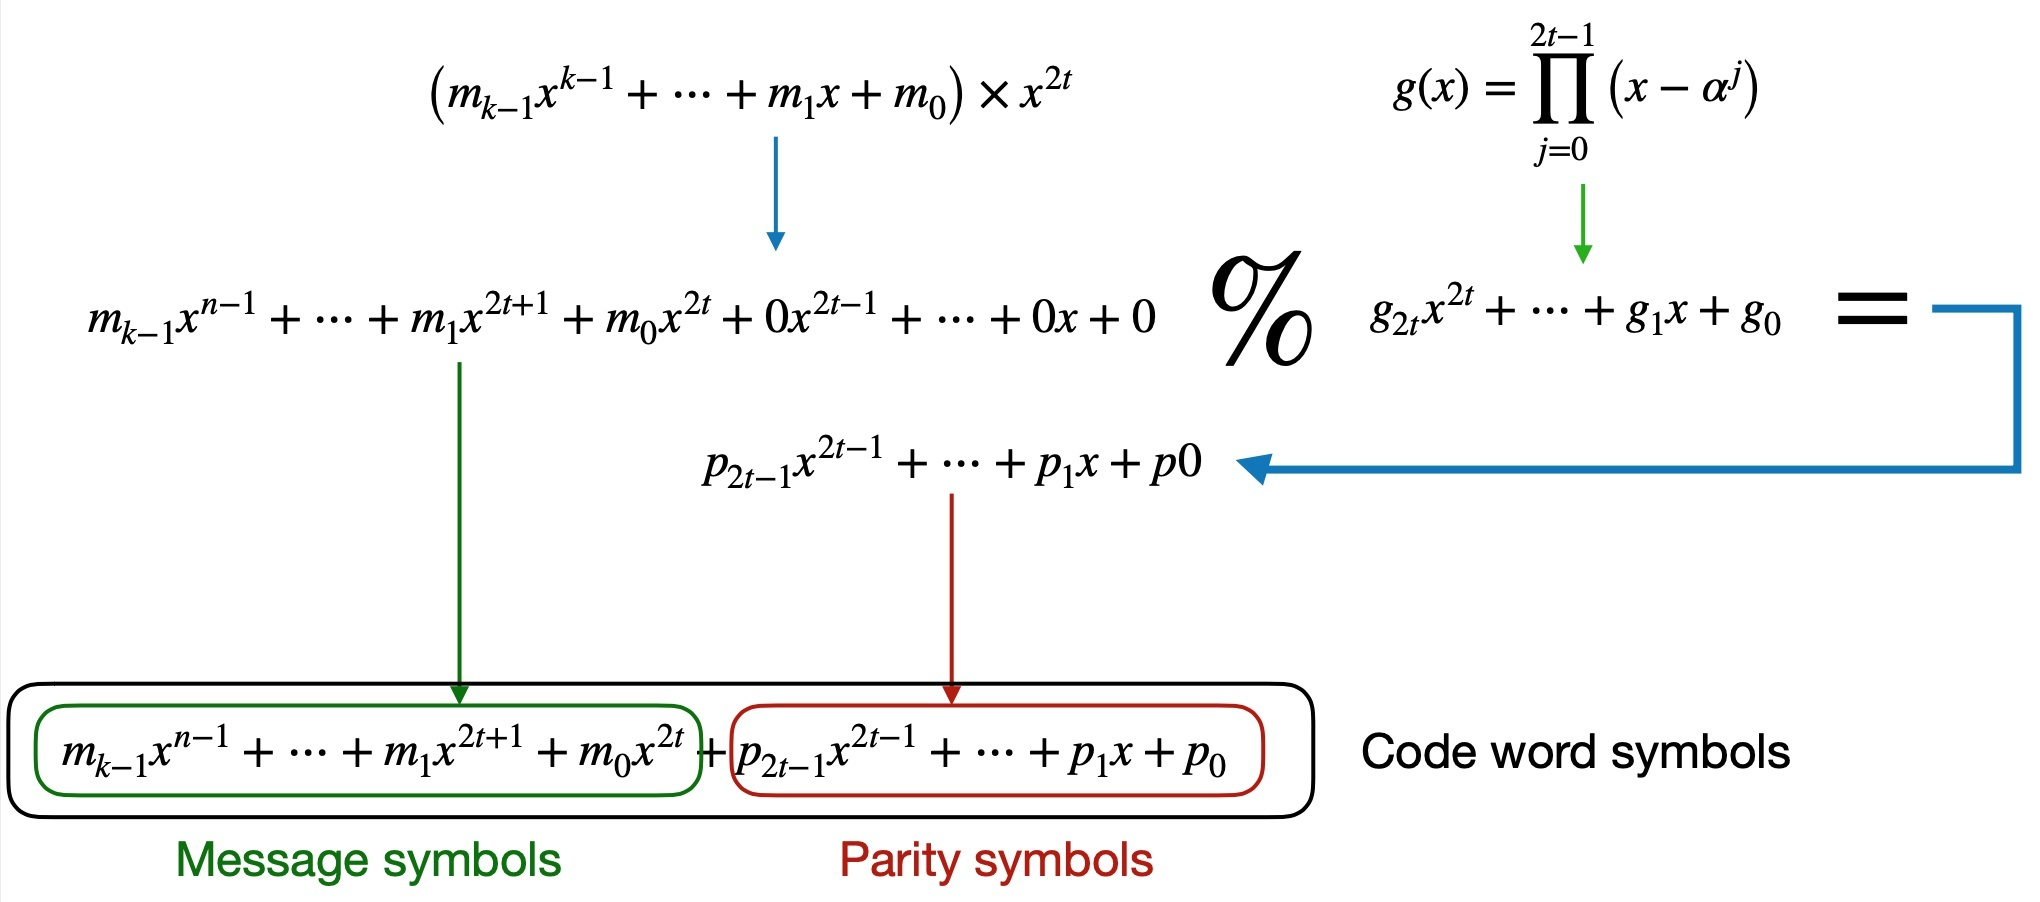 (m_{k−1}x^{k−1} + ⋯ + m_1x + m_0) × x^{2t}
g(x) = ∏_{j=0}^{2t−1} (x − α^j)
m_{k−1}x^{n−1} + ⋯ + m_1x^{2t+1} + m_0x^{2t} + 0x^{2t−1} + ⋯ + 0x + 0 % g_{2t}x^{2t} + ⋯ + g_1x + g_0 =
p_{2t−1}x^{2t−1} + ⋯ + p_1x + p0
m_{k−1}x^{n−1} + ⋯ + m_1x^{2t+1} + m_0x^{2t} + p_{2t−1}x^{2t−1} + ⋯ + p_1x + p_0
Code word symbols
Message symbols
Parity symbols